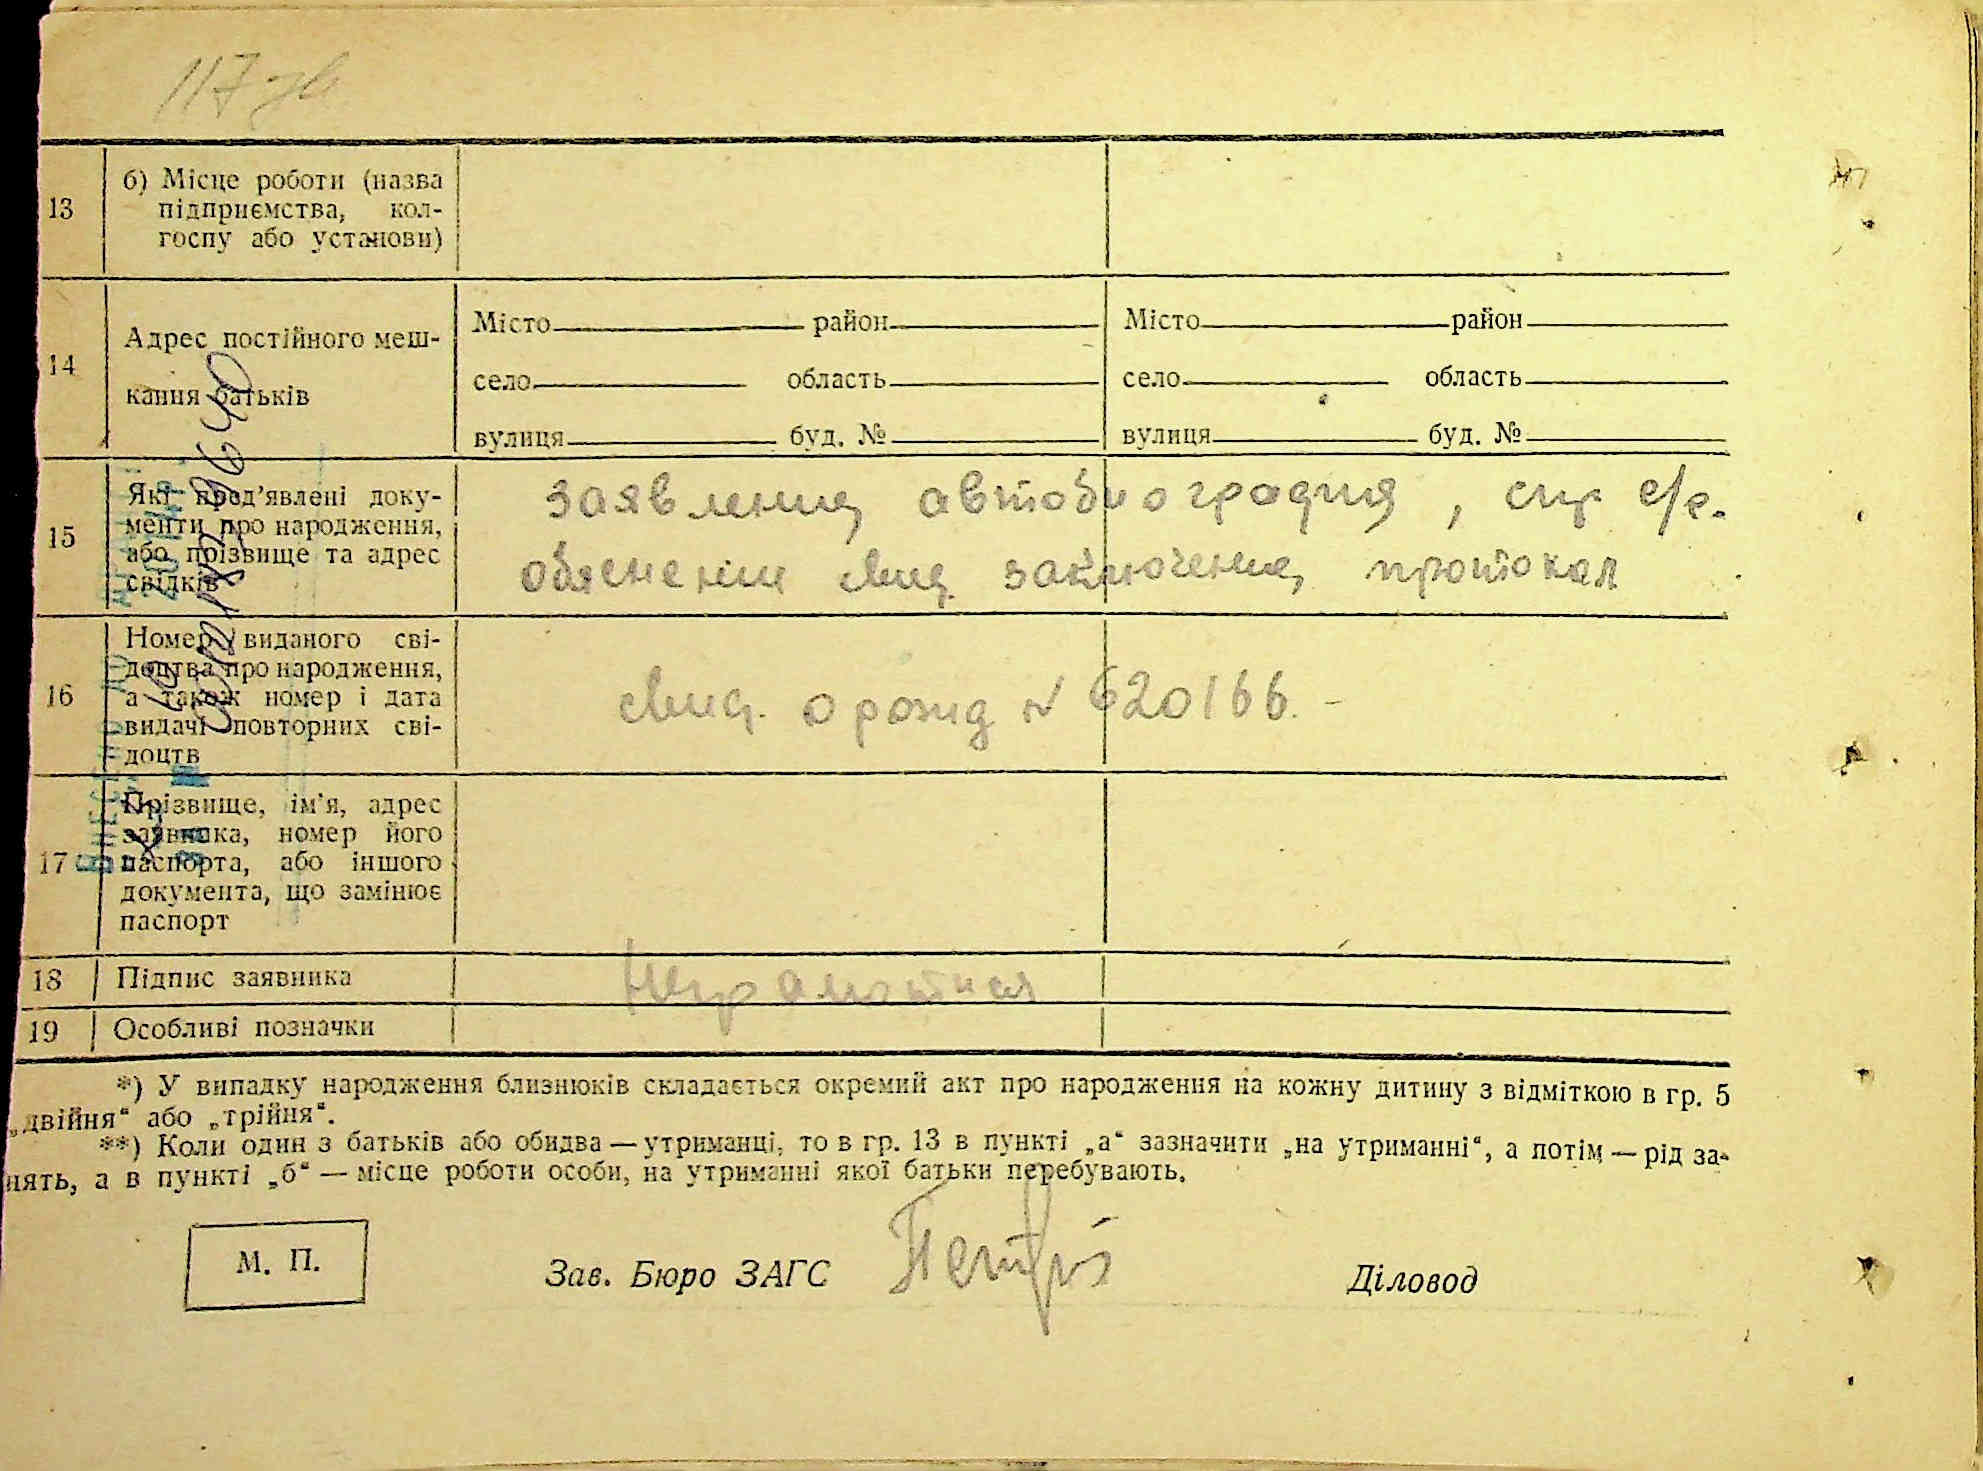 117 зв
13
б) Місце роботи (назва
підприємства, кол-
госпу або установи)
14
Адрес постійного меш-
кання батьків
Місто район Місто район
село область село область
вулиця буд. № вулиця буд. №
15
Які пред’явлені доку-
менти про народження,
або прізвище та адрес
свідків
заявление, автобиография, спр с/с.
обяснении свид. заключение, протокол
16
Номер виданого сві-
доцтва про народження,
а також номер і дата
видачі повторних сві-
доцтв
свид. о рожд N 620166. -
17
Прізвище, ім’я, адрес
заявника, номер його
паспорта, або іншого
документа, що замінює
паспорт
18 Підпис заявника Неграмотная
19 Особливі позначки
*) У випадку народження близнюків складається окремий акт про народження на кожну дитину з відміткою в гр. 5
„двійня“ або „трійня“.
**) Коли один з батьків або обидва — утриманці, то в гр. 13 в пункті „а“ зазначити „на утриманні“, а потім — рід за-
нять, а в пункті „б“ — місце роботи особи, на утриманні якої батьки перебувають.
М. П. Зав. Бюро ЗАГС Діловод